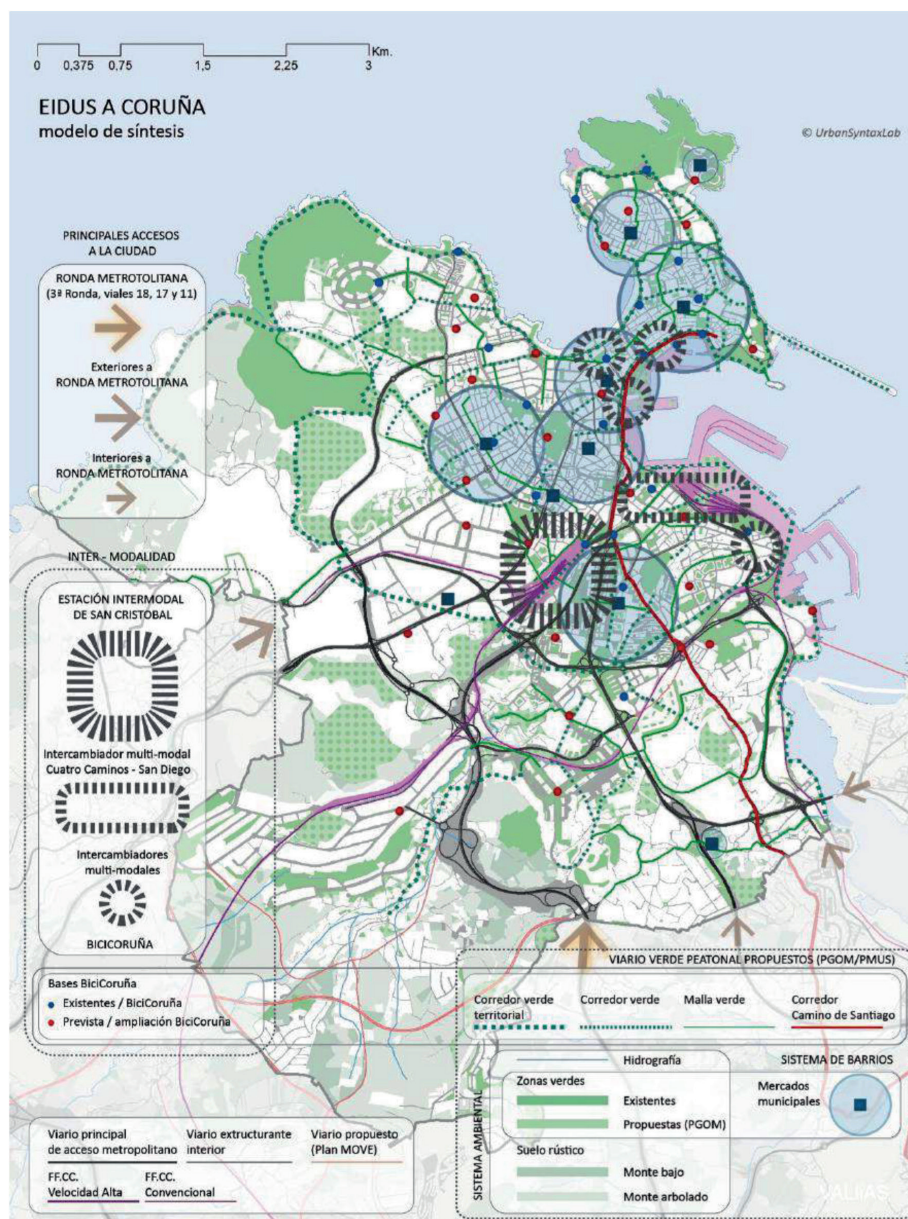 Km.
0 0,375 0,75 1,5 2,25 3
EIDUS A CORUÑA
modelo de síntesis
© UrbanSyntaxLab
PRINCIPALES ACCESOS
A LA CIUDAD
RONDA METROTOLITANA
(3ª Ronda, viales 18, 17 y 11)
Exteriores a
RONDA METROTOLITANA
Interiores a
RONDA METROTOLITANA
INTER - MODALIDAD
ESTACIÓN INTERMODAL
DE SAN CRISTOBAL
Intercambiador multi-modal
Cuatro Caminos - San Diego
Intercambiadores
multi-modales
BICICORUÑA
Bases BiciCoruña
Existentes / BiciCoruña
Prevista / ampliación BiciCoruña
VIARIO VERDE PEATONAL PROPUESTOS (PGOM/PMUS)
Corredor verde
territorial
Corredor verde
Malla verde
Corredor
Camino de Santiago
Hidrografía
SISTEMA DE BARRIOS
Zonas verdes
Existentes
Propuestas (PGOM)
Mercados
municipales
SISTEMA AMBIENTAL
Suelo rústico
Monte bajo
Monte arbolado
Viario principal
de acceso metropolitano
Viario extructurante
interior
Viario propuesto
(Plan MOVE)
FF.CC.
Velocidad Alta
FF.CC.
Convencional